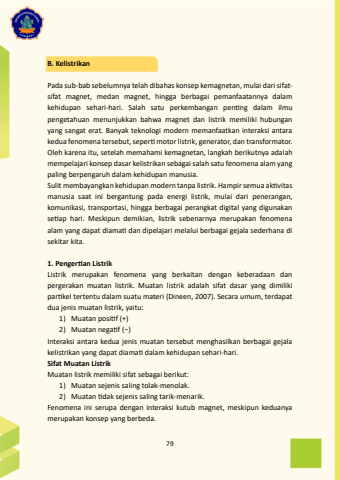 B. Kelistrikan
Pada sub-bab sebelumnya telah dibahas konsep kemagnetan, mulai dari sifat-
sifat magnet, medan magnet, hingga berbagai pemanfaatannya dalam
kehidupan sehari-hari. Salah satu perkembangan penting dalam ilmu
pengetahuan menunjukkan bahwa magnet dan listrik memiliki hubungan
yang sangat erat. Banyak teknologi modern memanfaatkan interaksi antara
kedua fenomena tersebut, seperti motor listrik, generator, dan transformator.
Oleh karena itu, setelah memahami kemagnetan, langkah berikutnya adalah
mempelajari konsep dasar kelistrikan sebagai salah satu fenomena alam yang
paling berpengaruh dalam kehidupan manusia.
Sulit membayangkan kehidupan modern tanpa listrik. Hampir semua aktivitas
manusia saat ini bergantung pada energi listrik, mulai dari penerangan,
komunikasi, transportasi, hingga berbagai perangkat digital yang digunakan
setiap hari. Meskipun demikian, listrik sebenarnya merupakan fenomena
alam yang dapat diamati dan dipelajari melalui berbagai gejala sederhana di
sekitar kita.
1. Pengertian Listrik
Listrik merupakan fenomena yang berkaitan dengan keberadaan dan
pergerakan muatan listrik. Muatan listrik adalah sifat dasar yang dimiliki
partikel tertentu dalam suatu materi (Dineen, 2007). Secara umum, terdapat
dua jenis muatan listrik, yaitu:
1) Muatan positif (+)
2) Muatan negatif (−)
Interaksi antara kedua jenis muatan tersebut menghasilkan berbagai gejala
kelistrikan yang dapat diamati dalam kehidupan sehari-hari.
Sifat Muatan Listrik
Muatan listrik memiliki sifat sebagai berikut:
1) Muatan sejenis saling tolak-menolak.
2) Muatan tidak sejenis saling tarik-menarik.
Fenomena ini serupa dengan interaksi kutub magnet, meskipun keduanya
merupakan konsep yang berbeda.
79